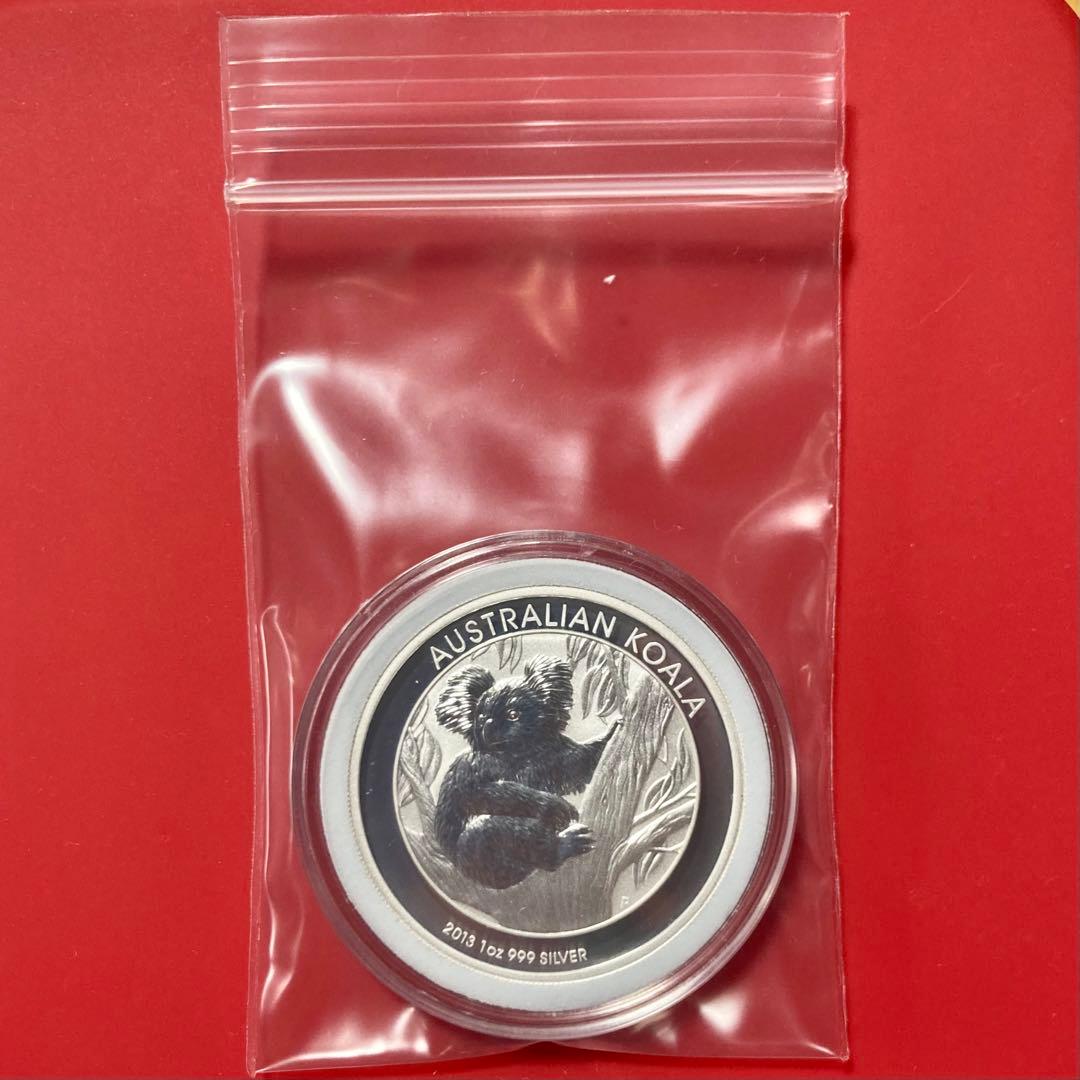 AUSTRALIAN KOALA
P
2013 1oz 999 SILVER